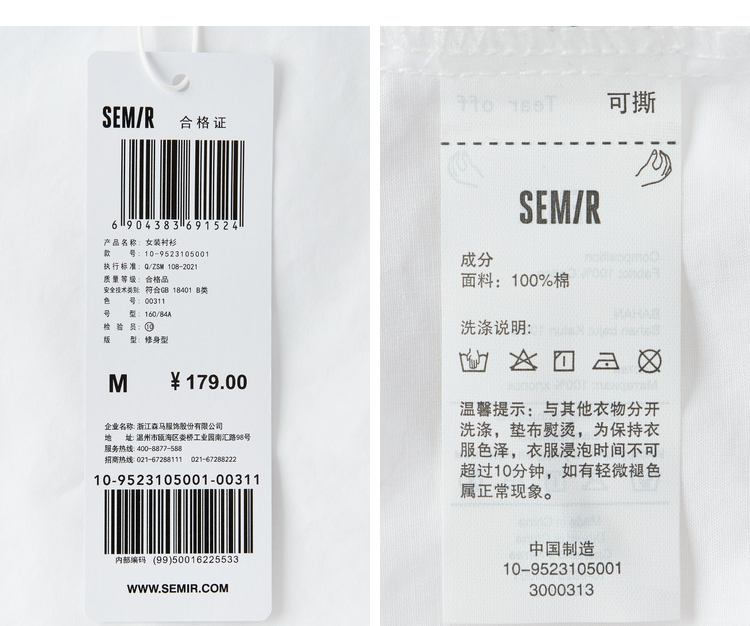 SEMIR 合格证
6 904383 691524
产品名称: 女装衬衫
款 号: 10-9523105001
执行标准: Q/ZSM 108-2021
质量等级: 合格品
安全技术类别: 符合GB 18401 B类
色 号: 00311
号 型: 160/84A
检 验 员: ⑩
版 型: 修身型
M ¥179.00
企业名称: 浙江森马服饰股份有限公司
地 址: 温州市瓯海区娄桥工业园南汇路98号
服务热线: 400-8877-588
招商热线: 021-67288111 021-67288222
10-9523105001-00311
内部编码 (99)50016225533
WWW.SEMIR.COM
Tear off 可撕
SEMIR
成分
面料: 100%棉
洗涤说明:
温馨提示: 与其他衣物分开
洗涤, 垫布熨烫, 为保持衣
服色泽, 衣服浸泡时间不可
超过10分钟, 如有轻微褪色
属正常现象。
中国制造
10-9523105001
3000313